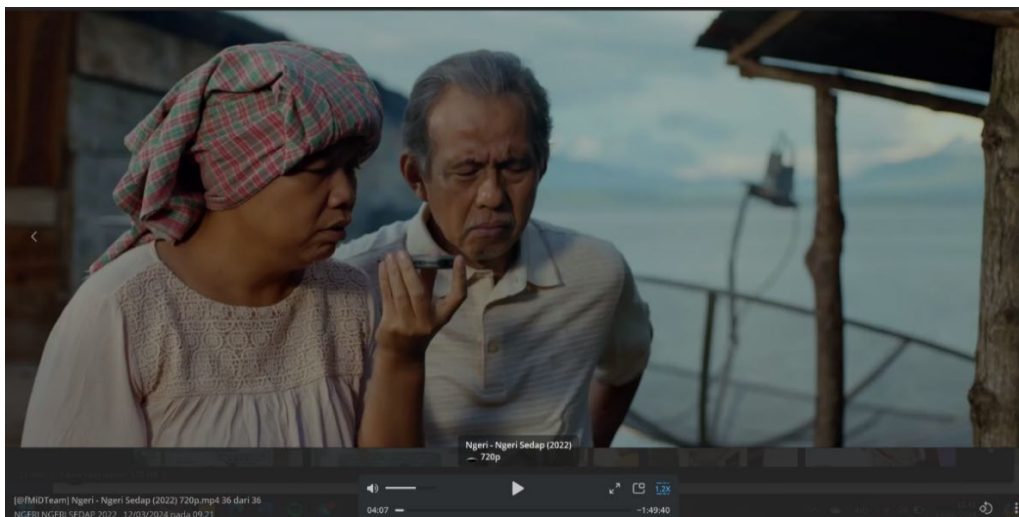 Ngeri - Ngeri Sedap (2022)
720p
1.2X
04:07
-1:49:40
[@fMiDTeam] Ngeri - Ngeri Sedap (2022) 720p.mp4 36 dari 36
NGERI NGERI SEDAP 2022 12/03/2024 pada 09.21